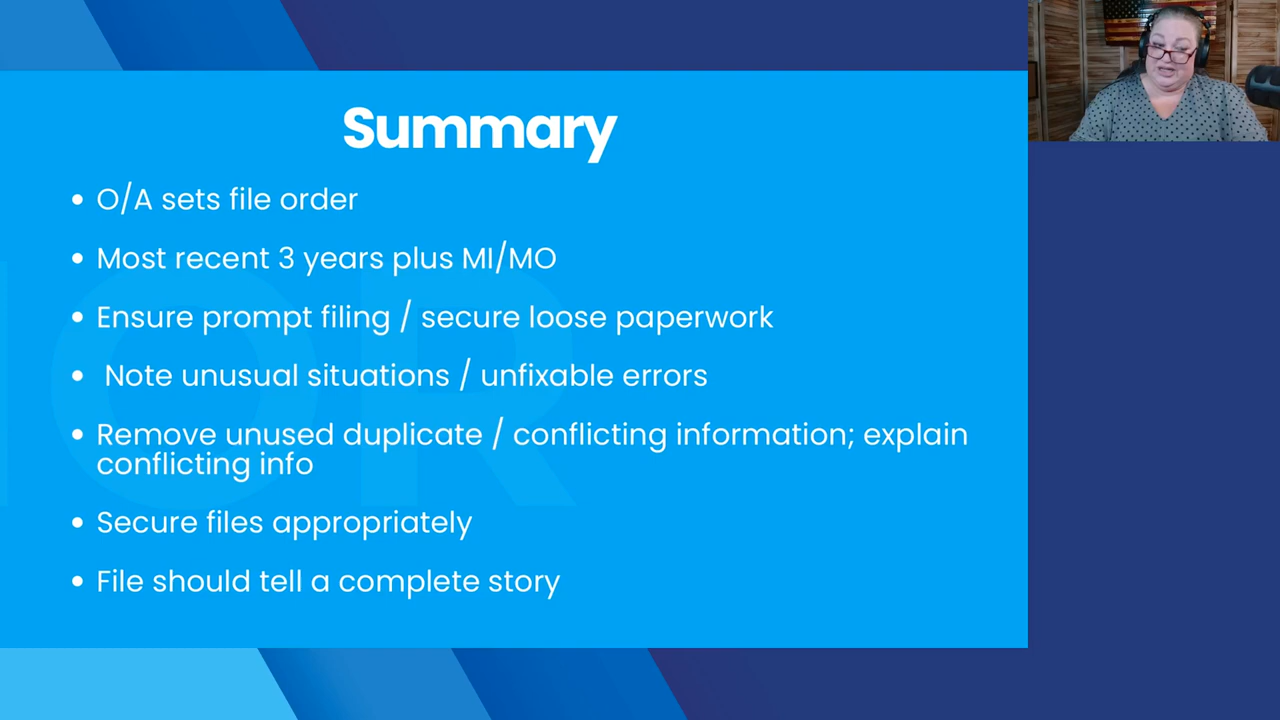 Summary
• O/A sets file order
• Most recent 3 years plus MI/MO
• Ensure prompt filing / secure loose paperwork
• Note unusual situations / unfixable errors
• Remove unused duplicate / conflicting information; explain
conflicting info
• Secure files appropriately
• File should tell a complete story